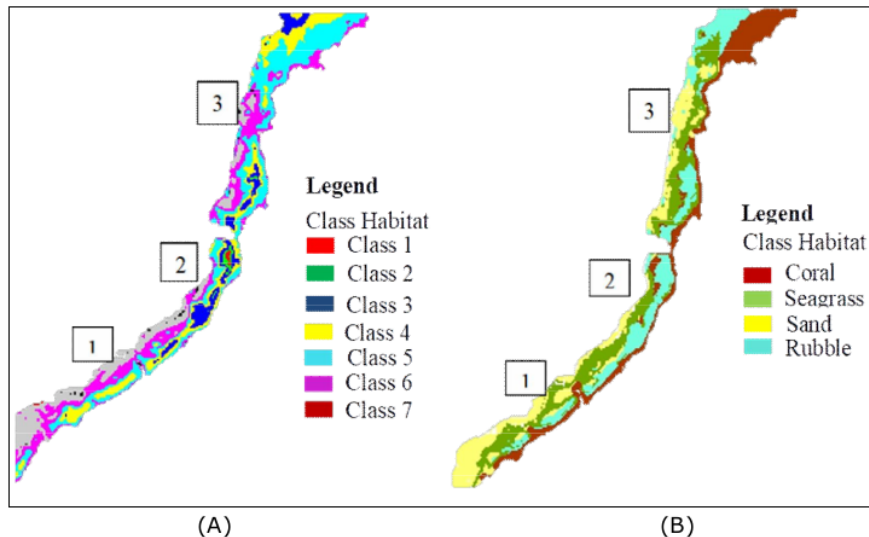 3
2
1
Legend
Class Habitat
Class 1
Class 2
Class 3
Class 4
Class 5
Class 6
Class 7
(A)
3
2
1
Legend
Class Habitat
Coral
Seagrass
Sand
Rubble
(B)